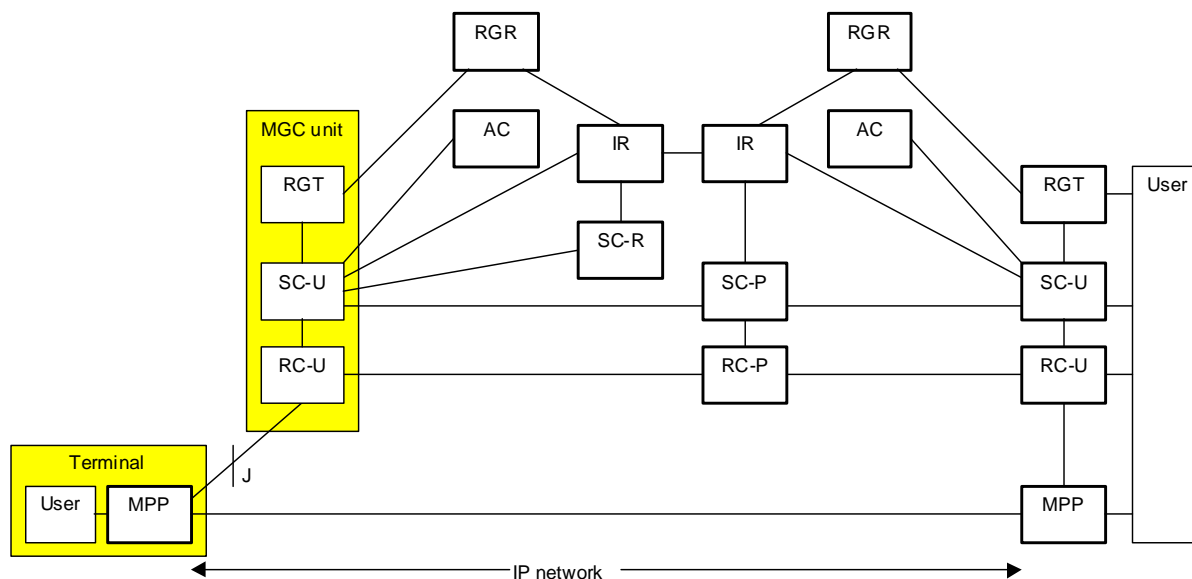 RGR
RGR
MGC unit
AC
IR
IR
AC
RGT
RGT
User
SC-R
SC-U
SC-P
SC-U
RC-U
RC-P
RC-U
Terminal
J
User
MPP
MPP
IP network